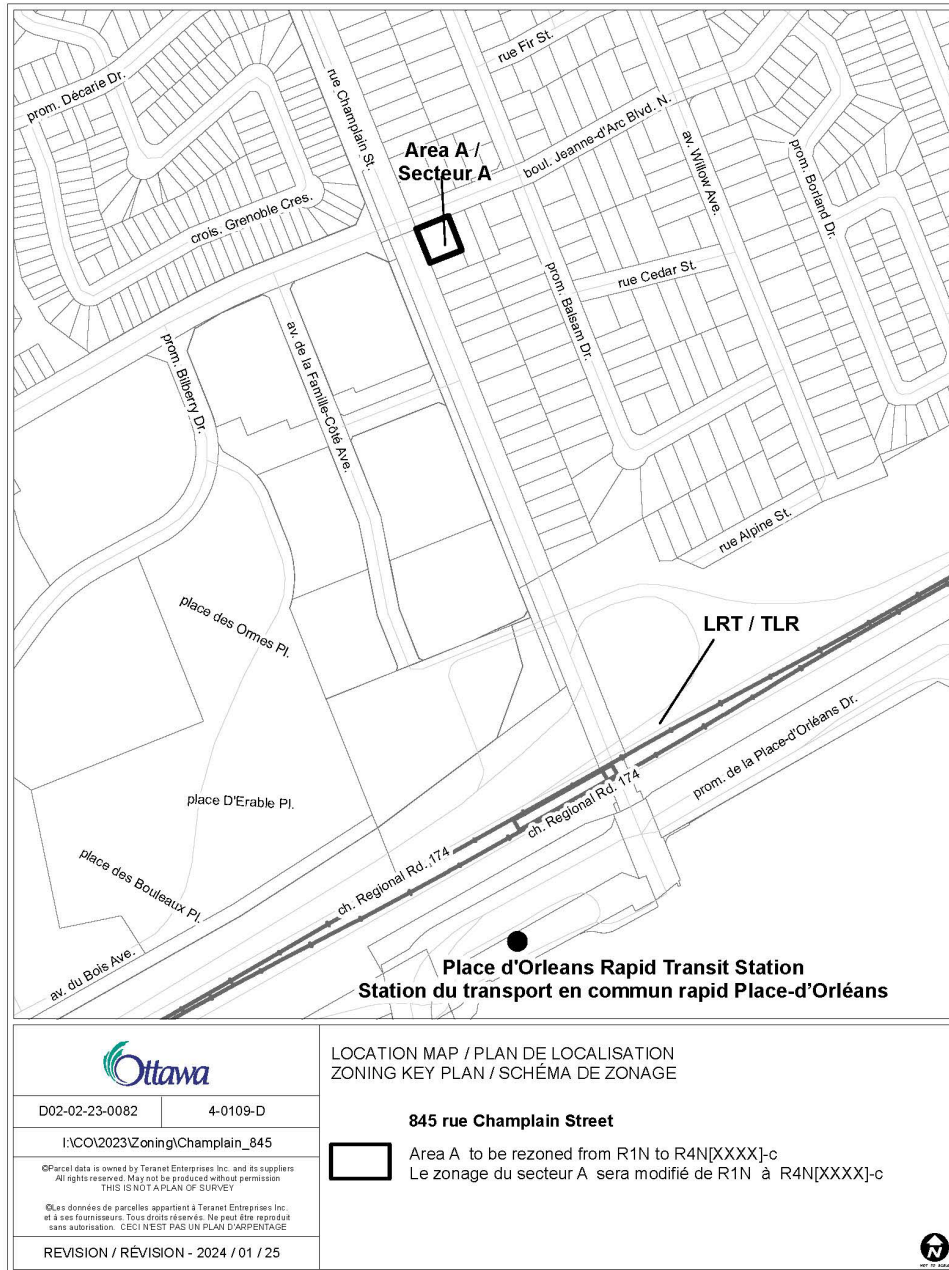 rue Fir St.
prom. Décarie Dr.
rue Champlain St.
boul. Jeanne-d'Arc Blvd. N.
av. Willow Ave.
prom. Borland Dr.
Area A /
Secteur A
crois. Grenoble Cres.
rue Cedar St.
prom. Balsam Dr.
prom. Bilberry Dr.
av. de la Famille-Côté Ave.
rue Alpine St.
place des Ormes Pl.
LRT / TLR
prom. de la Place-d'Orléans Dr.
place D'Erable Pl.
ch. Regional Rd. 174
ch. Regional Rd. 174
place des Bouleaux Pl.
av. du Bois Ave.
Place d'Orleans Rapid Transit Station
Station du transport en commun rapid Place-d'Orléans
Ottawa
D02-02-23-0082
4-0109-D
I:\CO\2023\Zoning\Champlain_845
©Parcel data is owned by Teranet Enterprises Inc. and its suppliers
All rights reserved. May not be produced without permission
THIS IS NOT A PLAN OF SURVEY
©Les données de parcelles appartient à Teranet Entreprises Inc.
et à ses fournisseurs. Tous droits réservés. Ne peut être reproduit
sans autorisation. CECI N'EST PAS UN PLAN D'ARPENTAGE
REVISION / RÉVISION - 2024 / 01 / 25
LOCATION MAP / PLAN DE LOCALISATION
ZONING KEY PLAN / SCHÉMA DE ZONAGE
845 rue Champlain Street
Area A to be rezoned from R1N to R4N[XXXX]-c
Le zonage du secteur A sera modifié de R1N à R4N[XXXX]-c
N
NOT TO SCALE